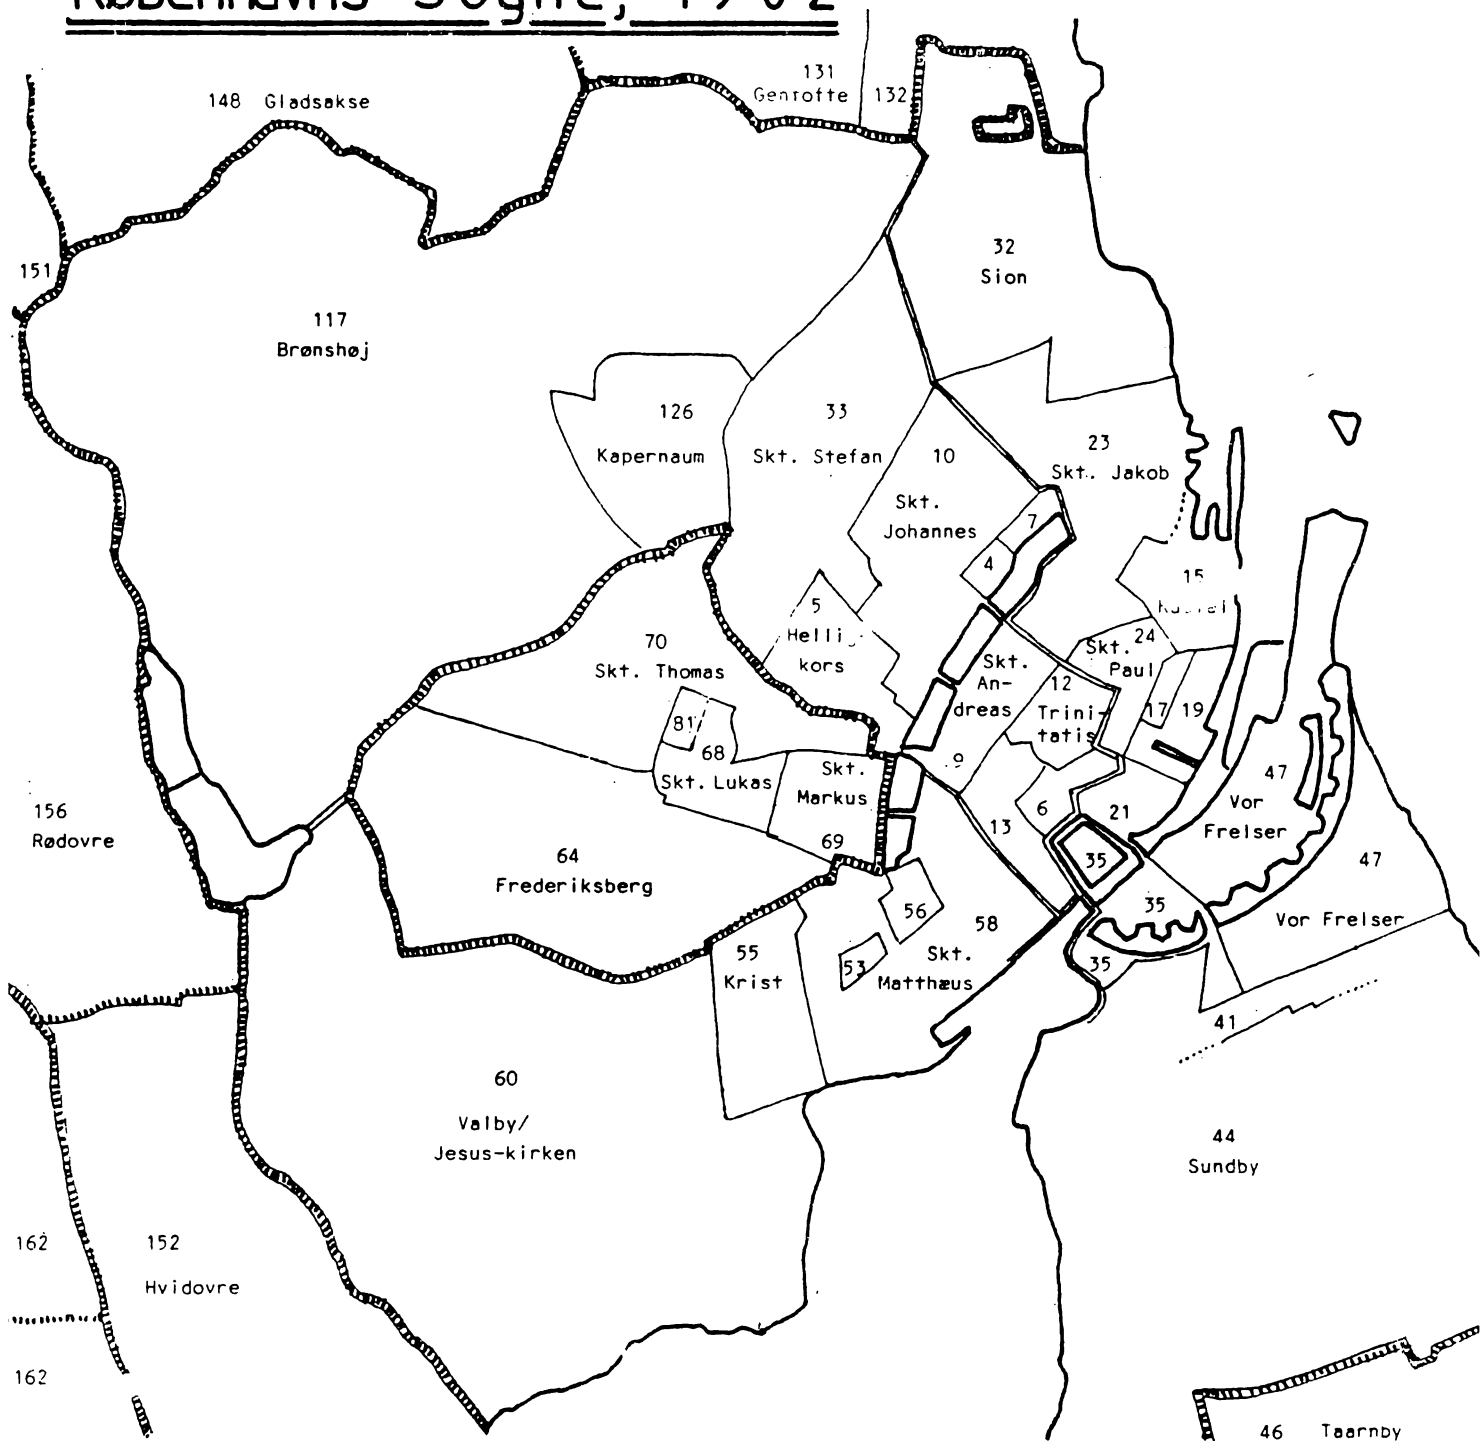 Københavns Sogne, 1902
131
Genrofte
132
148 Gladsakse
151
32
Sion
117
Brønshøj
126
Kapernaum
33
Skt. Stefan
10
Skt.
Johannes
23
Skt. Jakob
7
4
15
5
Hellig
kors
70
Skt. Thomas
24
Skt.
Paul
Skt.
An-
dreas
12
Trini-
tatis
17
19
81
68
Skt. Lukas
Skt.
Markus
69
9
13
6
21
47
Vor
Frelser
156
Rødovre
64
Frederiksberg
35
35
35
47
Vor Frelser
56
58
Skt.
Matthæus
53
55
Krist
41
60
Valby/
Jesus-kirken
44
Sundby
162
152
Hvidovre
162
46 Taarnby